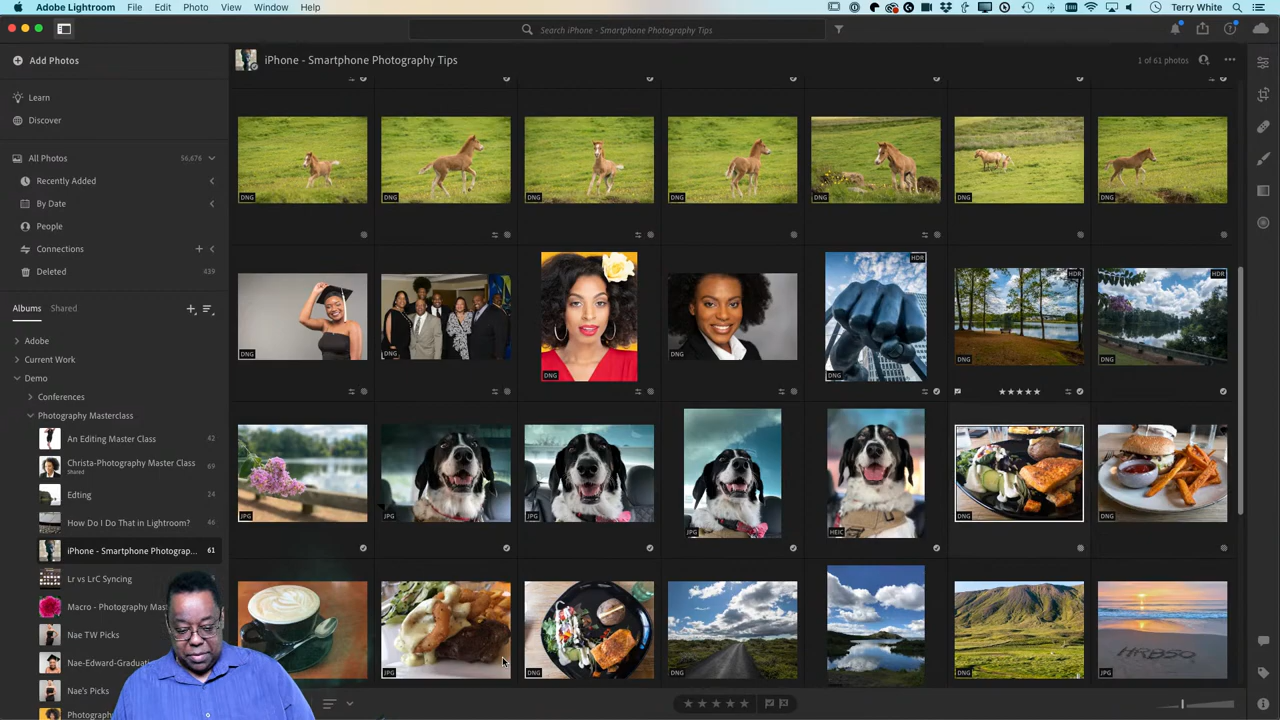 Adobe Lightroom File Edit Photo View Window Help Terry White
Search iPhone - Smartphone Photography Tips
Add Photos
iPhone - Smartphone Photography Tips 1 of 61 photos
Learn
Discover
All Photos 56,676
Recently Added
By Date
People
Connections
Deleted 439
Albums Shared
Adobe
Current Work
Demo
Conferences
Photography Masterclass
An Editing Master Class 42
Christa-Photography Master Class 69
Shared
Edting 24
How Do I Do That in Lightroom? 46
iPhone - Smartphone Photograp... 61
Lr vs LrC Syncing
Macro - Photography Mas
Nae TW Picks
Nae-Edward-Graduati
Nae's Picks
Photograph
DNG DNG DNG DNG DNG DNG DNG
HDR HDR HDR
DNG DNG DNG DNG DNG DNG DNG
JPG JPG JPG JPG HEIC DNG DNG
HRBSO
JPG DNG DNG DNG JPG